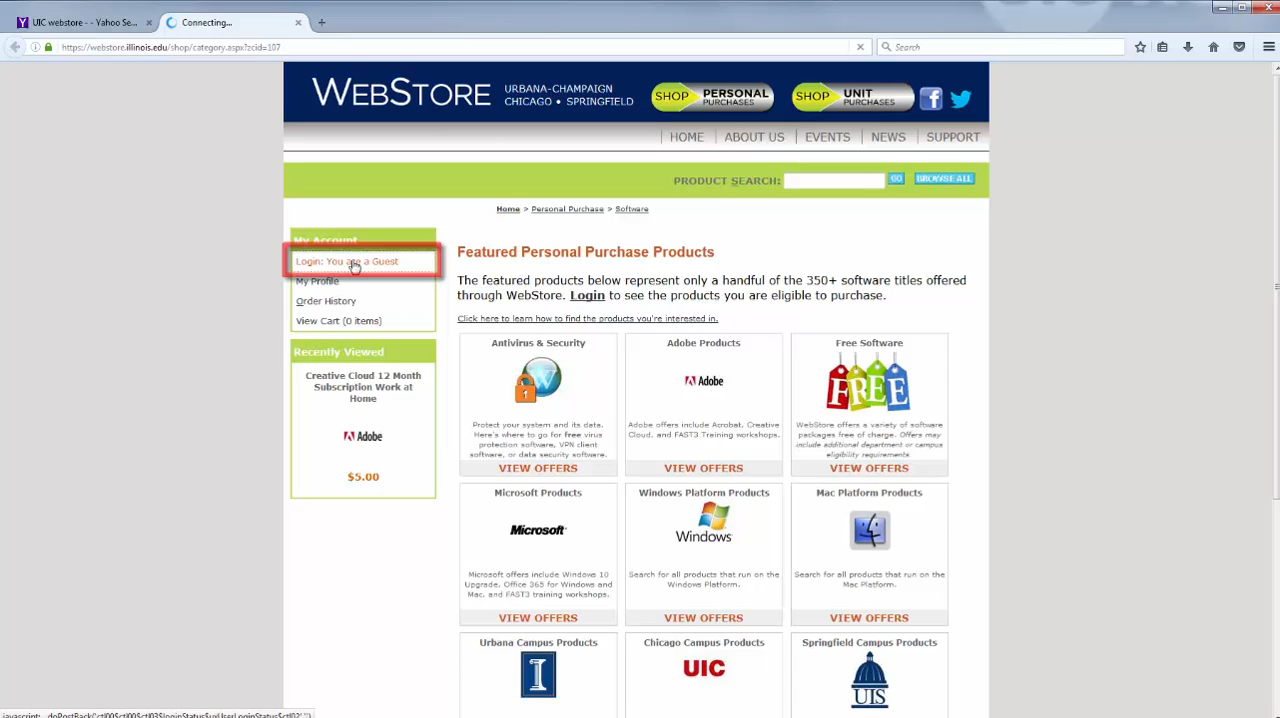 UIC webstore - - Yahoo Se...
Connecting...
https://webstore.illinois.edu/shop/category.aspx?zcid=107
Search
WEBSTORE
URBANA-CHAMPAIGN
CHICAGO • SPRINGFIELD
SHOP PERSONAL PURCHASES
SHOP UNIT PURCHASES
HOME ABOUT US EVENTS NEWS SUPPORT
PRODUCT SEARCH: GO BROWSE ALL
Home > Personal Purchase > Software
My Account
Login: You are a Guest
My Profile
Order History
View Cart (0 items)
Recently Viewed
Creative Cloud 12 Month
Subscription Work at
Home
Adobe
$5.00
Featured Personal Purchase Products
The featured products below represent only a handful of the 350+ software titles offered
through WebStore. Login to see the products you are eligible to purchase.
Click here to learn how to find the products you're interested in.
Antivirus & Security
Protect your system and its data.
Here's where to go for free virus
protection software, VPN client
software, or data security software.
VIEW OFFERS
Adobe Products
Adobe
Adobe offers include Acrobat, Creative
Cloud, and FAST3 Training workshops.
VIEW OFFERS
Free Software
FREE
WebStore offers a variety of software
packages free of charge. Offers may
include additional department or campus
eligibility requirements.
VIEW OFFERS
Microsoft Products
Microsoft
Microsoft offers include Windows 10
Upgrade, Office 365 for Windows and
Mac, and FAST3 training workshops.
VIEW OFFERS
Windows Platform Products
Windows
Search for all products that run on the
Windows Platform.
VIEW OFFERS
Mac Platform Products
Search for all products that run on the
Mac Platform.
VIEW OFFERS
Urbana Campus Products
I
Chicago Campus Products
UIC
Springfield Campus Products
UIS